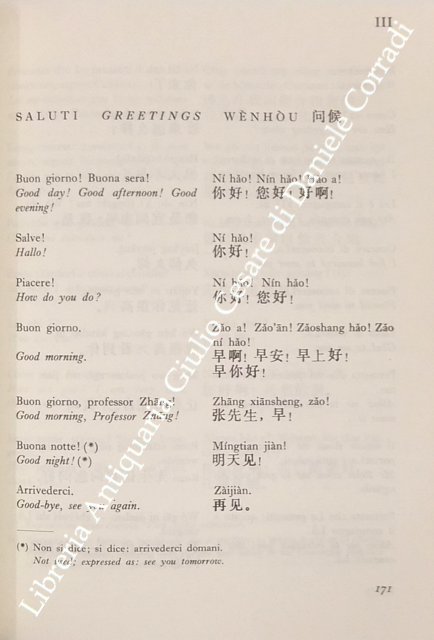 III
SALUTI GREETINGS WÈNHÒU 问候
Buon giorno! Buona sera!
Good day! Good afternoon! Good
evening!
Ní hǎo! Nín hǎo! hǎo a!
你好! 您好! 好啊!
Salve!
Hallo!
Ní hǎo!
你好!
Piacere!
How do you do?
Ní hǎo! Nín hǎo!
你好! 您好!
Buon giorno.
Good morning.
Zǎo a! Zǎo'ān! Zǎoshang hǎo! Zǎo
ní hǎo!
早啊! 早安! 早上好!
早你好!
Buon giorno, professor Zhāng!
Good morning, Professor Zhāng!
Zhāng xiānsheng, zǎo!
张先生, 早!
Buona notte! (*)
Good night! (*)
Míngtian jiàn!
明天见!
Arrivederci.
Good-bye, see you again.
Zàijiàn.
再见。
(*) Non si dice; si dice: arrivederci domani.
Not used; expressed as: see you tomorrow.
171
Libreria Antiquaria Giulio Cesare di Daniele Corradi